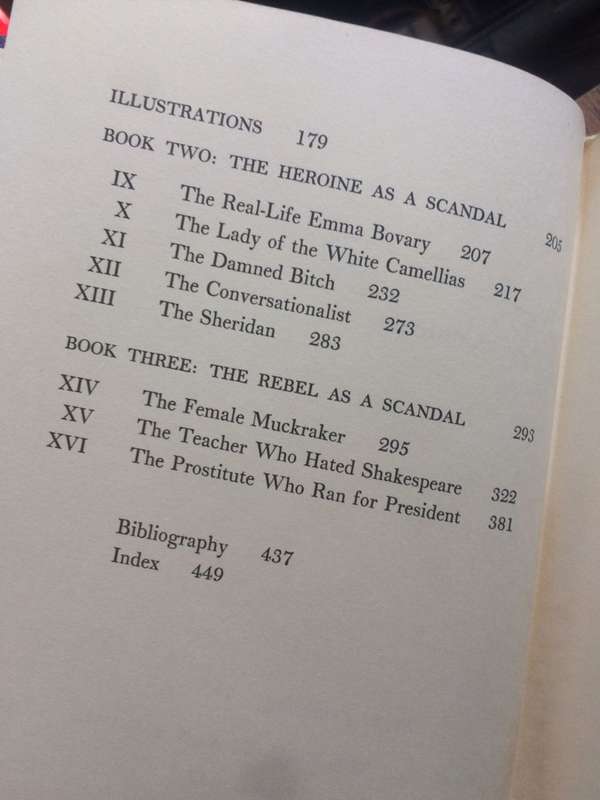 ILLUSTRATIONS 179
BOOK TWO: THE HEROINE AS A SCANDAL 205
IX The Real-Life Emma Bovary 207
X The Lady of the White Camellias 217
XI The Damned Bitch 232
XII The Conversationalist 273
XIII The Sheridan 283
BOOK THREE: THE REBEL AS A SCANDAL 293
XIV The Female Muckraker 295
XV The Teacher Who Hated Shakespeare 322
XVI The Prostitute Who Ran for President 381
Bibliography 437
Index 449